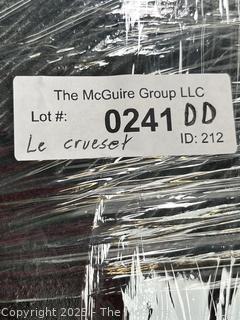 The McGuire Group LLC
Lot #: 0241 DD
Le crueset ID: 212
Copyright 2025 - The